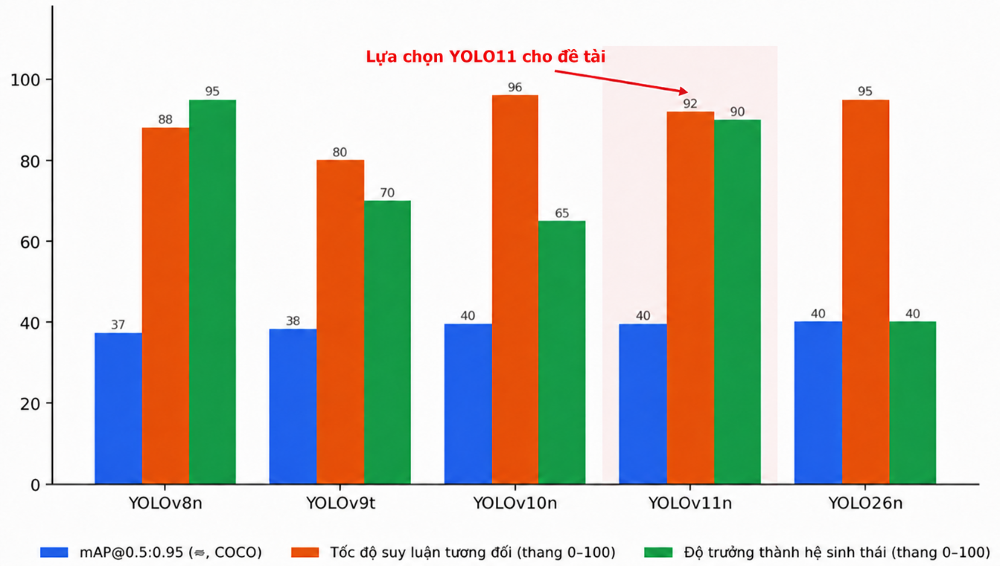 Lựa chọn YOLO11 cho đề tài
100
80
60
40
20
0
37 88 95
38 80 70
40 96 65
40 92 90
40 95 40
YOLOv8n YOLOv9t YOLOv10n YOLOv11n YOLO26n
mAP@0.5:0.95 (≈, COCO) Tốc độ suy luận tương đối (thang 0–100) Độ trưởng thành hệ sinh thái (thang 0–100)